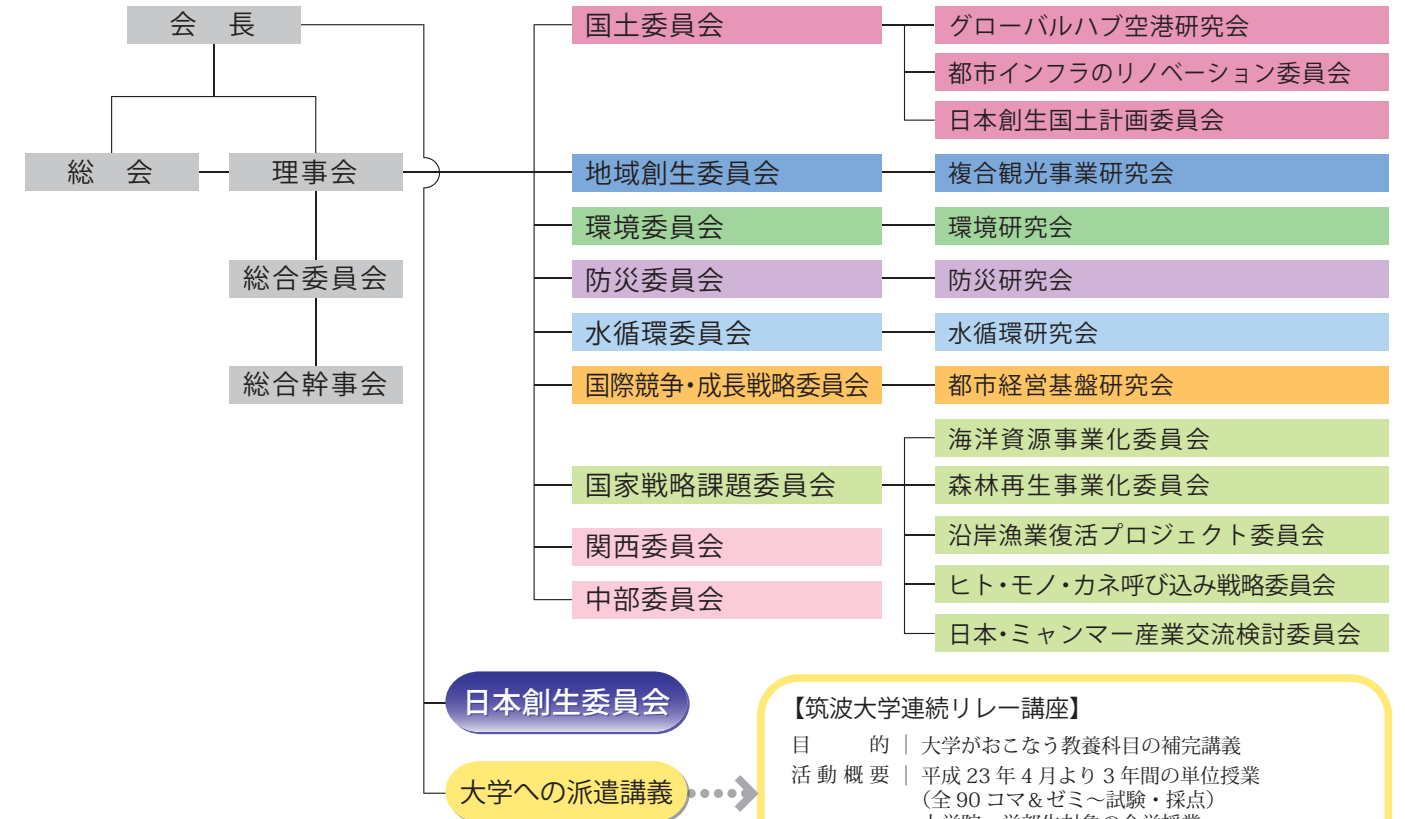 会　長
総　会
理事会
総合委員会
総合幹事会
国土委員会
グローバルハブ空港研究会
都市インフラのリノベーション委員会
日本創生国土計画委員会
地域創生委員会
複合観光事業研究会
環境委員会
環境研究会
防災委員会
防災研究会
水循環委員会
水循環研究会
国際競争・成長戦略委員会
都市経営基盤研究会
国家戦略課題委員会
海洋資源事業化委員会
森林再生事業化委員会
沿岸漁業復活プロジェクト委員会
ヒト・モノ・カネ呼び込み戦略委員会
日本・ミャンマー産業交流検討委員会
関西委員会
中部委員会
日本創生委員会
大学への派遣講義
【筑波大学連続リレー講座】
目　　的｜大学がおこなう教養科目の補完講義
活動概要｜平成 23 年 4 月より 3 年間の単位授業
（全 90 コマ＆ゼミ～試験・採点）